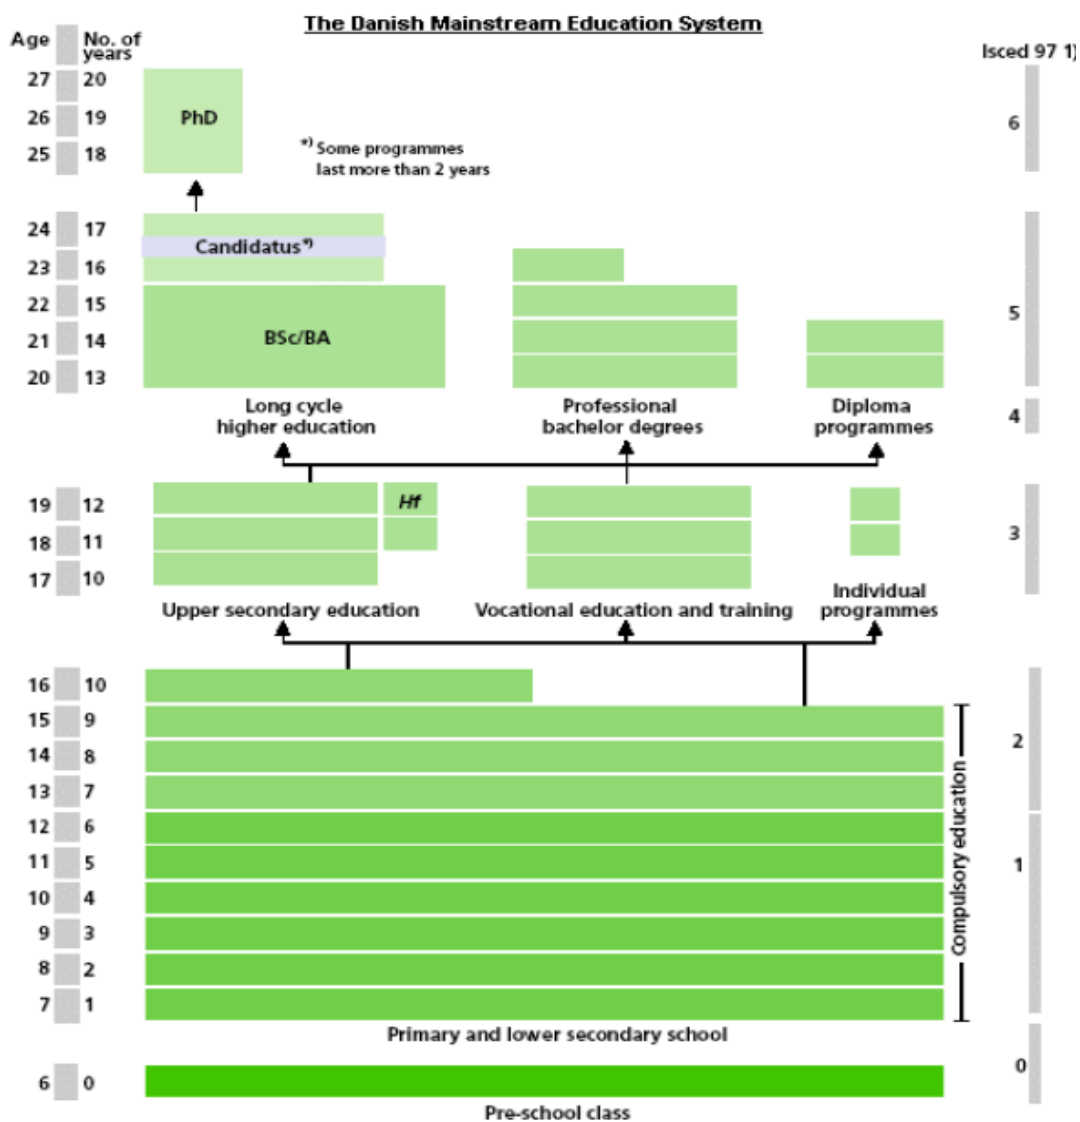 The Danish Mainstream Education System
Age No. of years Isced 97 1)
27 20
26 19 PhD 6
25 18
*) Some programmes
last more than 2 years
24 17
Candidatus*)
23 16
22 15 5
21 14 BSc/BA
20 13
Long cycle higher education
Professional bachelor degrees
Diploma programmes
4
19 12 Hf
18 11 3
17 10
Upper secondary education
Vocational education and training
Individual programmes
16 10
15 9
14 8 2
13 7
12 6
11 5 1
10 4
9 3
8 2
7 1
Compulsory education
Primary and lower secondary school
6 0 0
Pre-school class